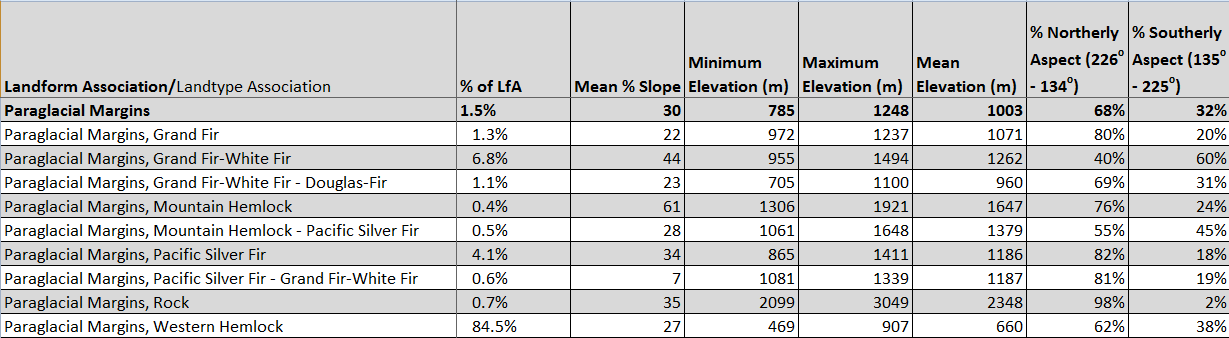 Landform Association/Landtype Association % of LfA Mean % Slope Minimum Elevation (m) Maximum Elevation (m) Mean Elevation (m) % Northerly Aspect (226° - 134°) % Southerly Aspect (135° - 225°)
Paraglacial Margins 1.5% 30 785 1248 1003 68% 32%
Paraglacial Margins, Grand Fir 1.3% 22 972 1237 1071 80% 20%
Paraglacial Margins, Grand Fir-White Fir 6.8% 44 955 1494 1262 40% 60%
Paraglacial Margins, Grand Fir-White Fir - Douglas-Fir 1.1% 23 705 1100 960 69% 31%
Paraglacial Margins, Mountain Hemlock 0.4% 61 1306 1921 1647 76% 24%
Paraglacial Margins, Mountain Hemlock - Pacific Silver Fir 0.5% 28 1061 1648 1379 55% 45%
Paraglacial Margins, Pacific Silver Fir 4.1% 34 865 1411 1186 82% 18%
Paraglacial Margins, Pacific Silver Fir - Grand Fir-White Fir 0.6% 7 1081 1339 1187 81% 19%
Paraglacial Margins, Rock 0.7% 35 2099 3049 2348 98% 2%
Paraglacial Margins, Western Hemlock 84.5% 27 469 907 660 62% 38%